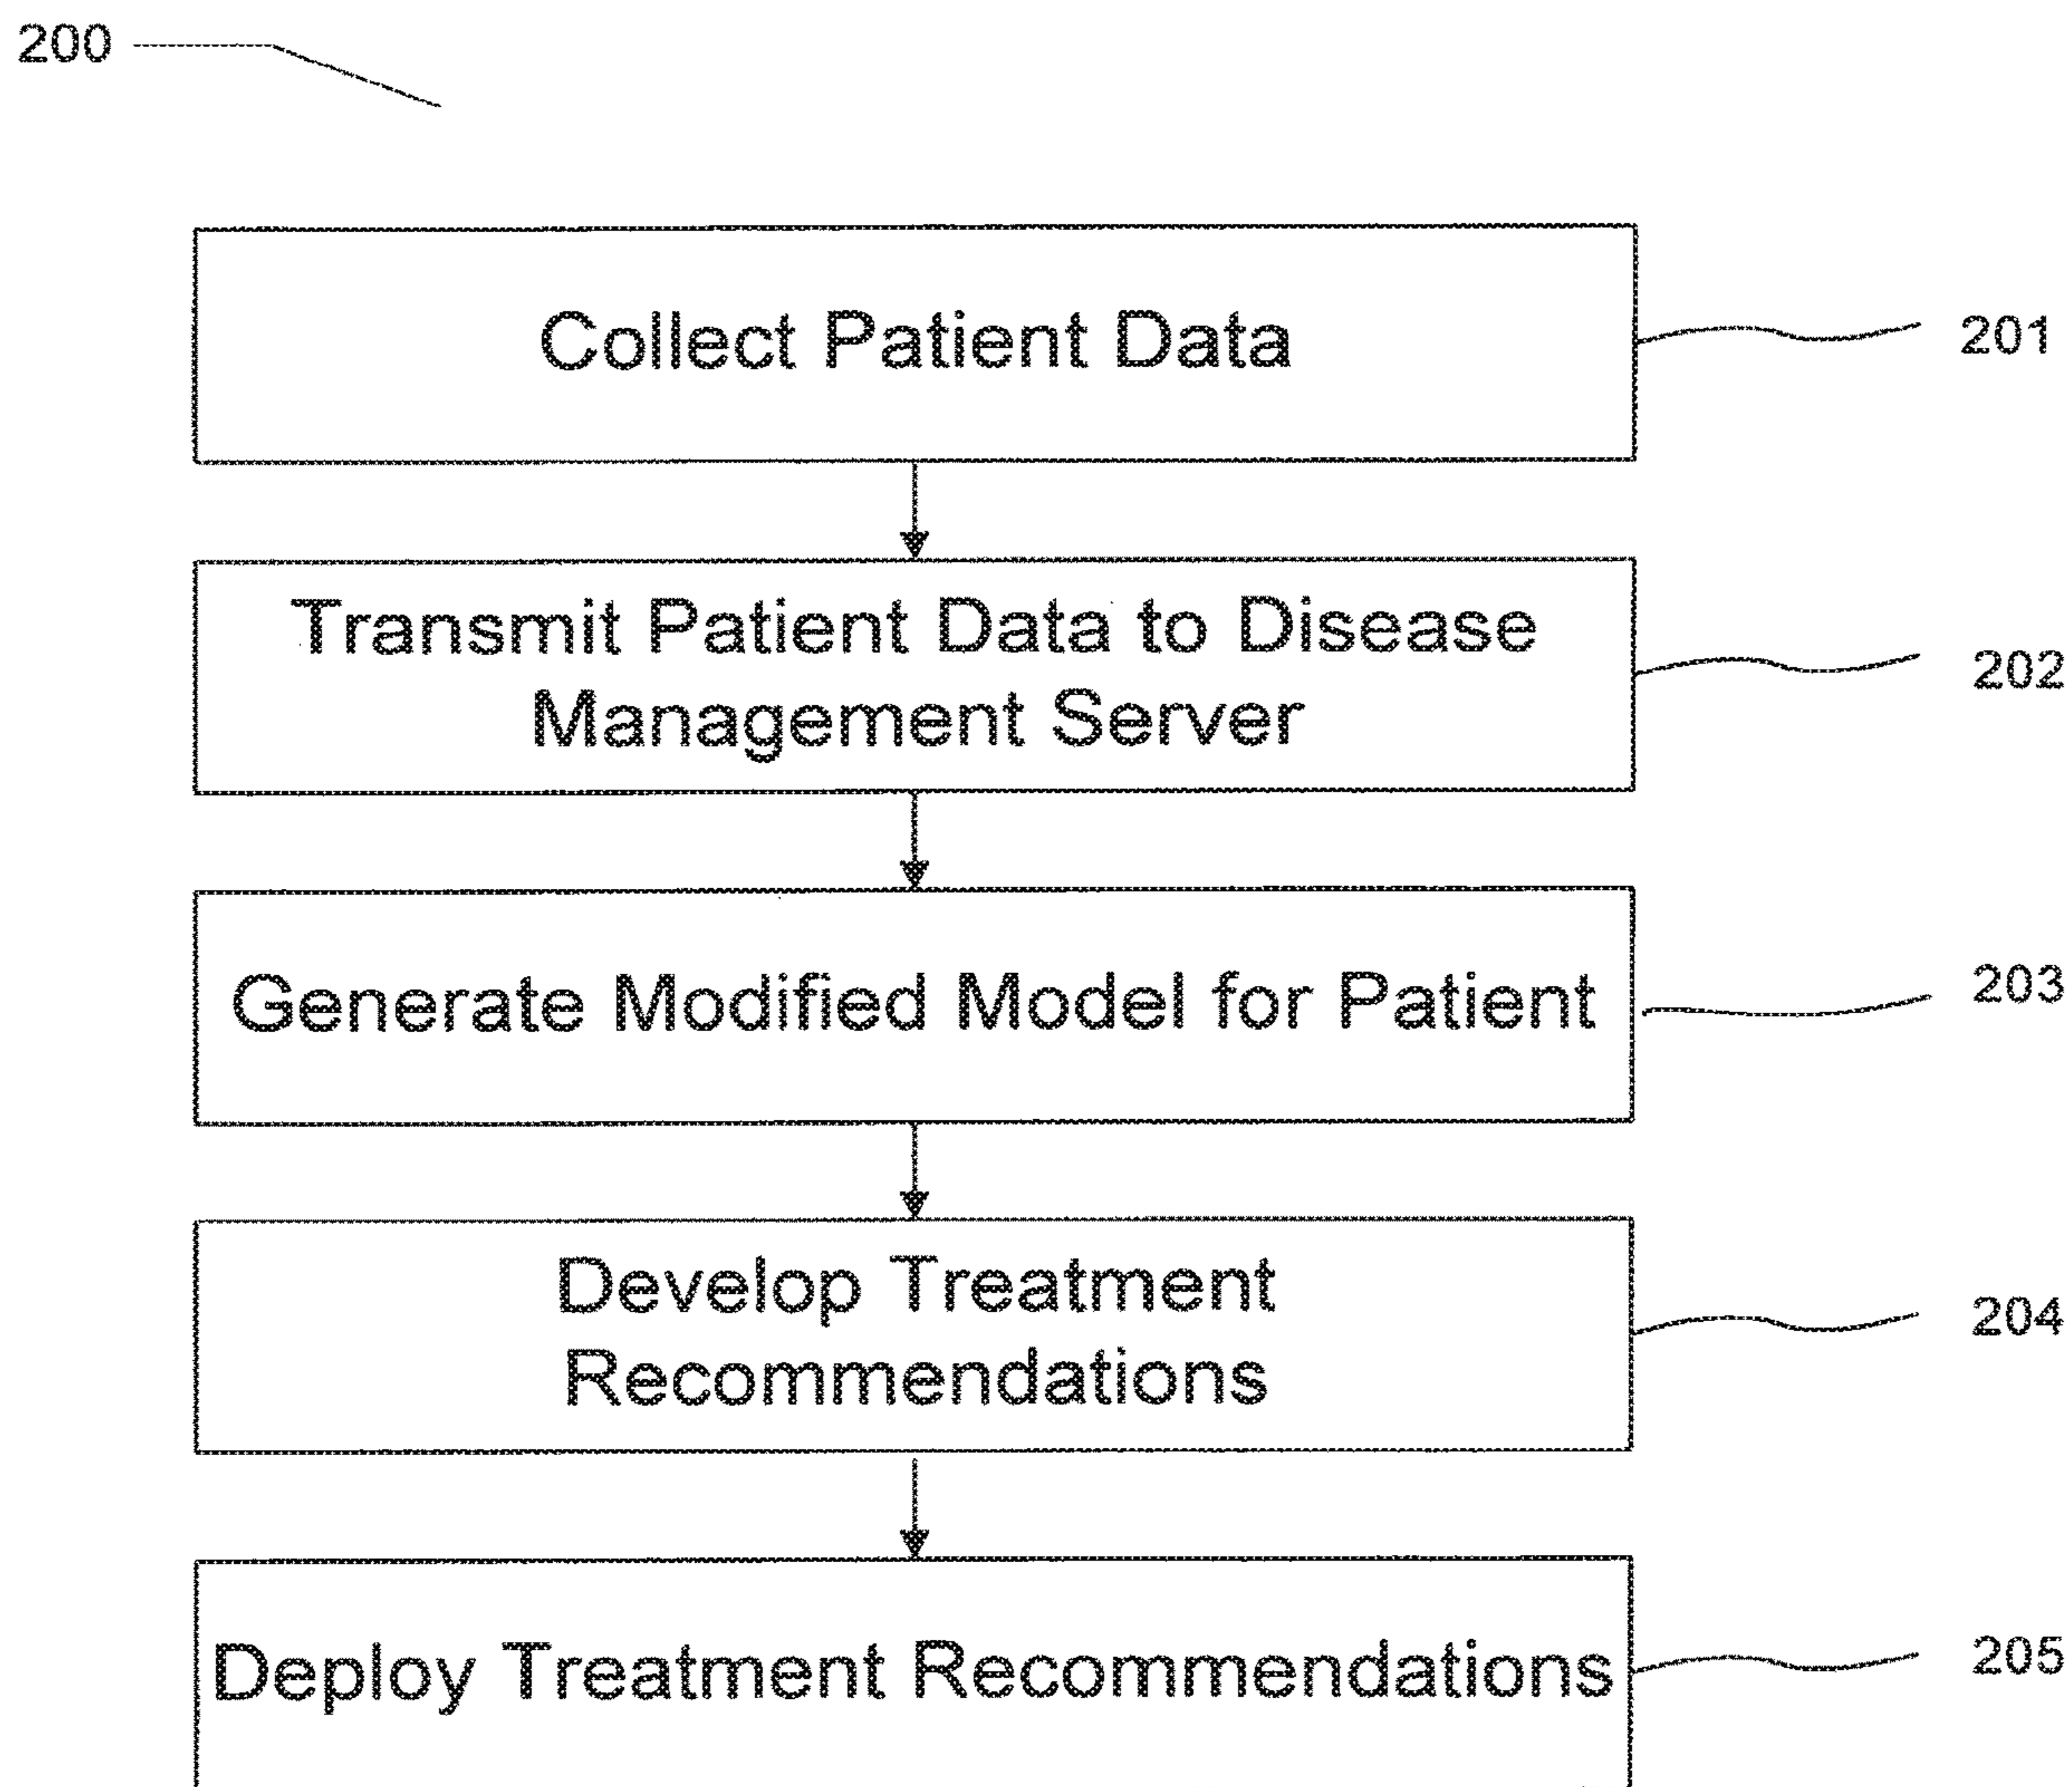 200
Collect Patient Data
201
Transmit Patient Data to Disease
Management Server
202
Generate Modified Model for Patient
203
Develop Treatment
Recommendations
204
Deploy Treatment Recommendations
205